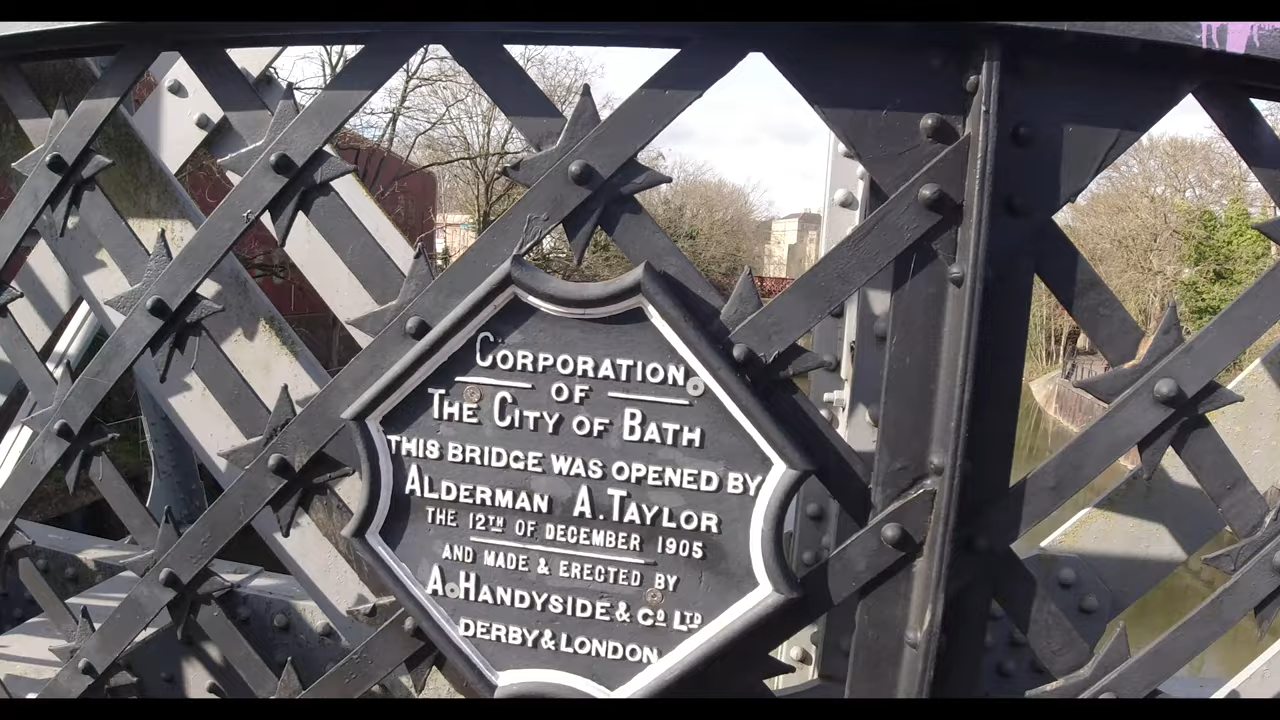 CORPORATION
OF
THE CITY OF BATH
THIS BRIDGE WAS OPENED BY
ALDERMAN A. TAYLOR
THE 12TH OF DECEMBER 1905
AND MADE & ERECTED BY
A. HANDYSIDE & CO LTD
DERBY & LONDON